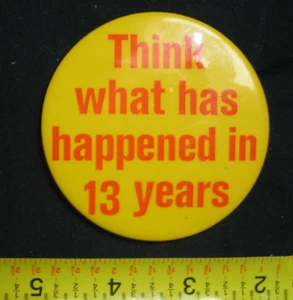 Think
what has
happened in
13 years
5 4 3 2